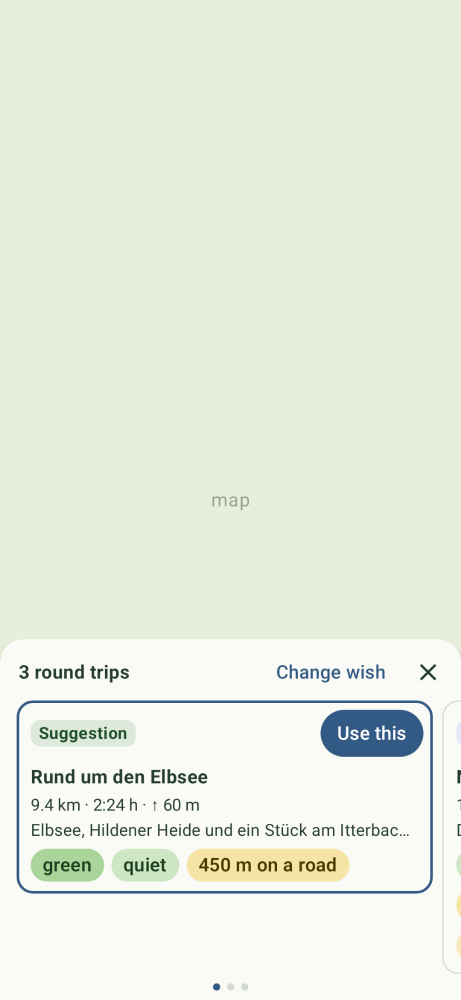 map
3 round trips
Change wish
Suggestion
Use this
Rund um den Elbsee
9.4 km · 2:24 h · ↑ 60 m
Elbsee, Hildener Heide und ein Stück am Itterbac…
green
quiet
450 m on a road